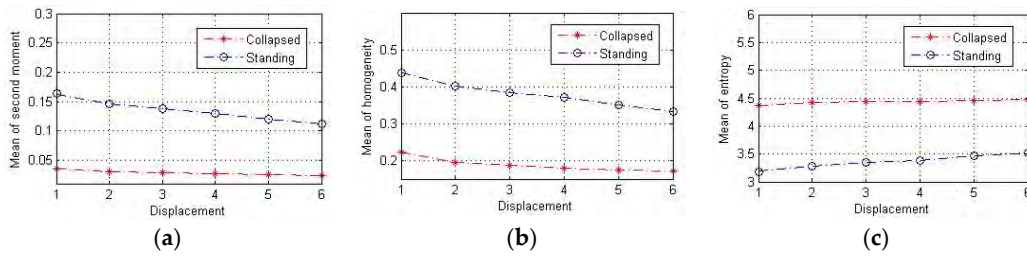 Mean of second moment
0.3
0.25
0.2
0.15
0.1
0.05
1 2 3 4 5 6
Displacement
Collapsed
Standing
(a)
Mean of homogeneity
0.5
0.4
0.3
0.2
1 2 3 4 5 6
Displacement
Collapsed
Standing
(b)
Mean of entropy
6
5.5
5
4.5
4
3.5
3
1 2 3 4 5 6
Displacement
Collapsed
Standing
(c)